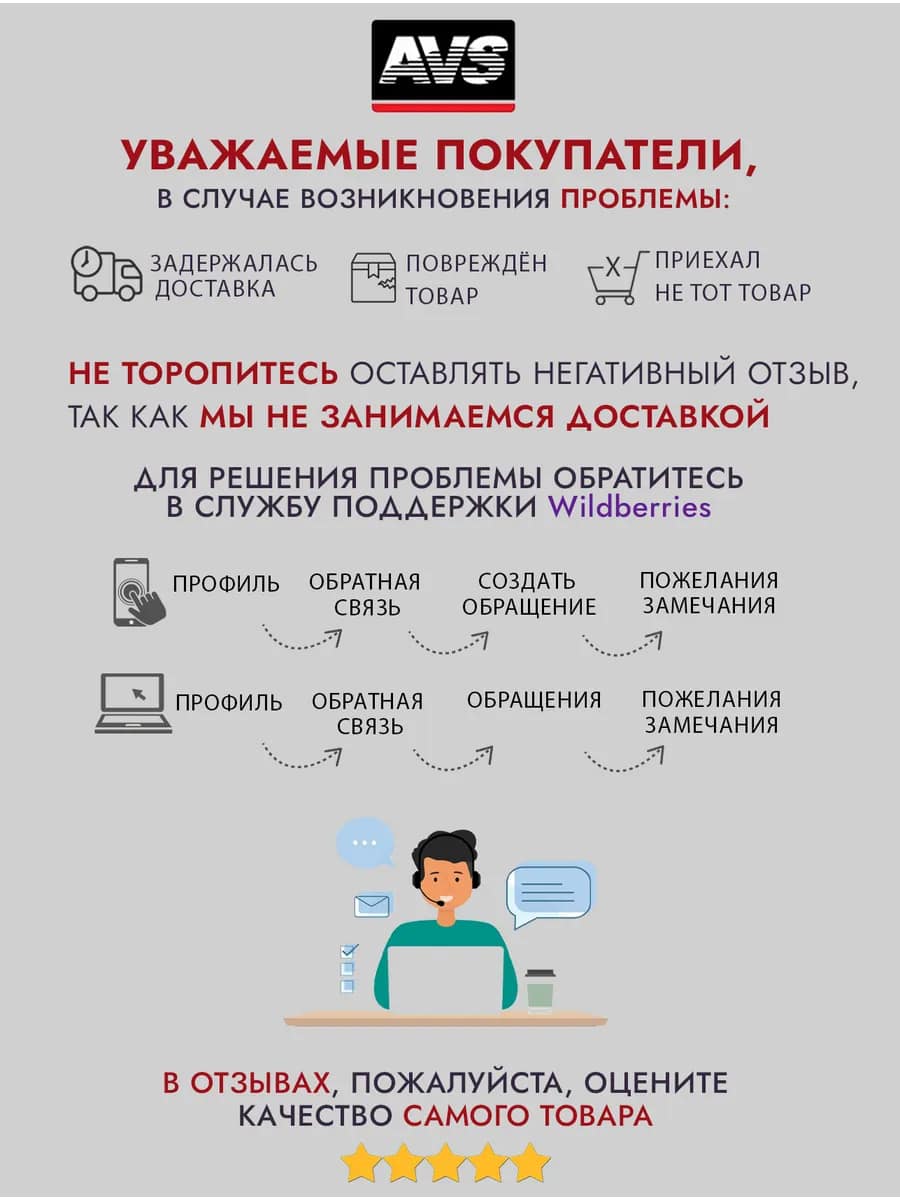 AVS
УВАЖАЕМЫЕ ПОКУПАТЕЛИ,
В СЛУЧАЕ ВОЗНИКНОВЕНИЯ ПРОБЛЕМЫ:
ЗАДЕРЖАЛАСЬ
ДОСТАВКА
ПОВРЕЖДЁН
ТОВАР
X
ПРИЕХАЛ
НЕ ТОТ ТОВАР
НЕ ТОРОПИТЕСЬ ОСТАВЛЯТЬ НЕГАТИВНЫЙ ОТЗЫВ,
ТАК КАК МЫ НЕ ЗАНИМАЕМСЯ ДОСТАВКОЙ
ДЛЯ РЕШЕНИЯ ПРОБЛЕМЫ ОБРАТИТЕСЬ
В СЛУЖБУ ПОДДЕРЖКИ Wildberries
ПРОФИЛЬ
ОБРАТНАЯ
СВЯЗЬ
СОЗДАТЬ
ОБРАЩЕНИЕ
ПОЖЕЛАНИЯ
ЗАМЕЧАНИЯ
ПРОФИЛЬ
ОБРАТНАЯ
СВЯЗЬ
ОБРАЩЕНИЯ
ПОЖЕЛАНИЯ
ЗАМЕЧАНИЯ
В ОТЗЫВАХ, ПОЖАЛУЙСТА, ОЦЕНИТЕ
КАЧЕСТВО САМОГО ТОВАРА